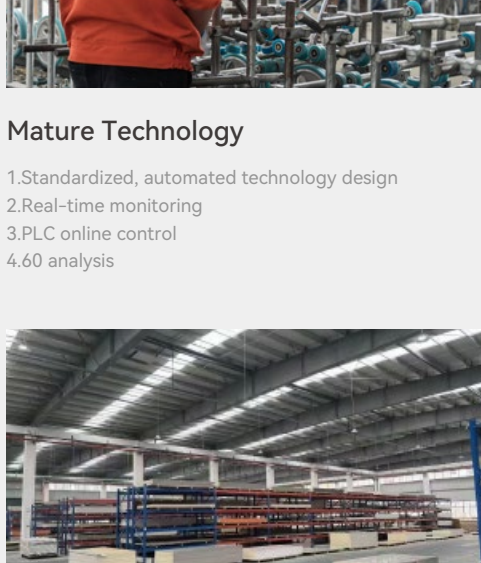 Mature Technology
1.Standardized, automated technology design
2.Real-time monitoring
3.PLC online control
4.60 analysis